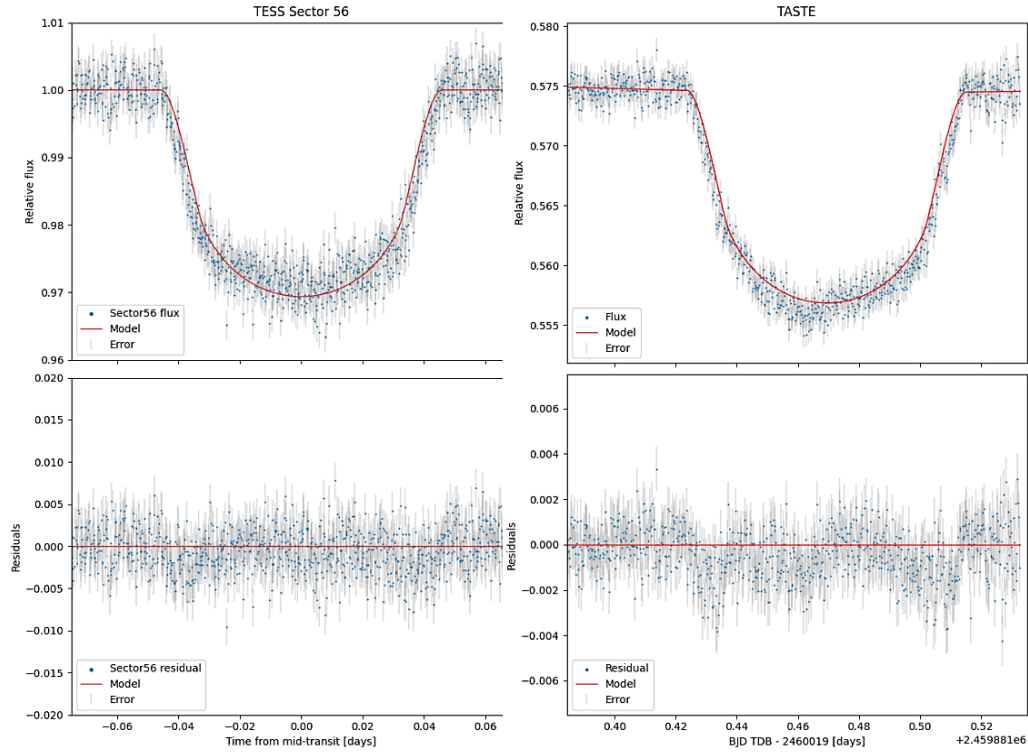 TESS Sector 56
TASTE
1.01
1.00
0.99
0.98
0.97
0.96
Relative flux
Sector56 flux
Model
Error
0.580
0.575
0.570
0.565
0.560
0.555
Relative flux
Flux
Model
Error
0.020
0.015
0.010
0.005
0.000
−0.005
−0.010
−0.015
−0.020
Residuals
Sector56 residual
Model
Error
−0.06
−0.04
−0.02
0.00
0.02
0.04
0.06
Time from mid-transit [days]
0.006
0.004
0.002
0.000
−0.002
−0.004
−0.006
Residuals
Residual
Model
Error
0.40
0.42
0.44
0.46
0.48
0.50
0.52
BJD TDB - 2460019 [days]
+2.459881e6